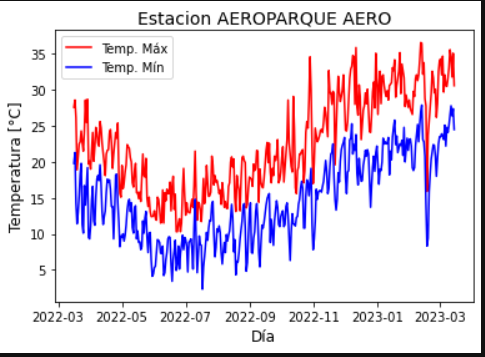 Estacion AEROPARQUE AERO
Temp. Máx
Temp. Mín
Temperatura [°C]
35
30
25
20
15
10
5
2022-03 2022-05 2022-07 2022-09 2022-11 2023-01 2023-03
Día